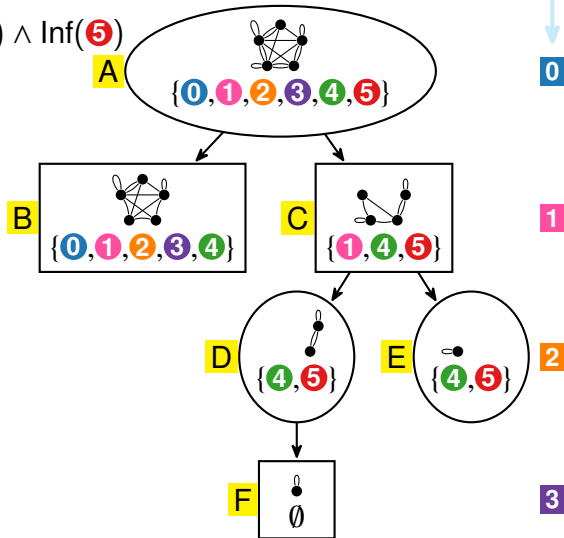 ) ∧ Inf(5)
A
{0,1,2,3,4,5}
0
B
{0,1,2,3,4}
C
{1,4,5}
1
D
{4,5}
E
{4,5}
2
F
∅
3